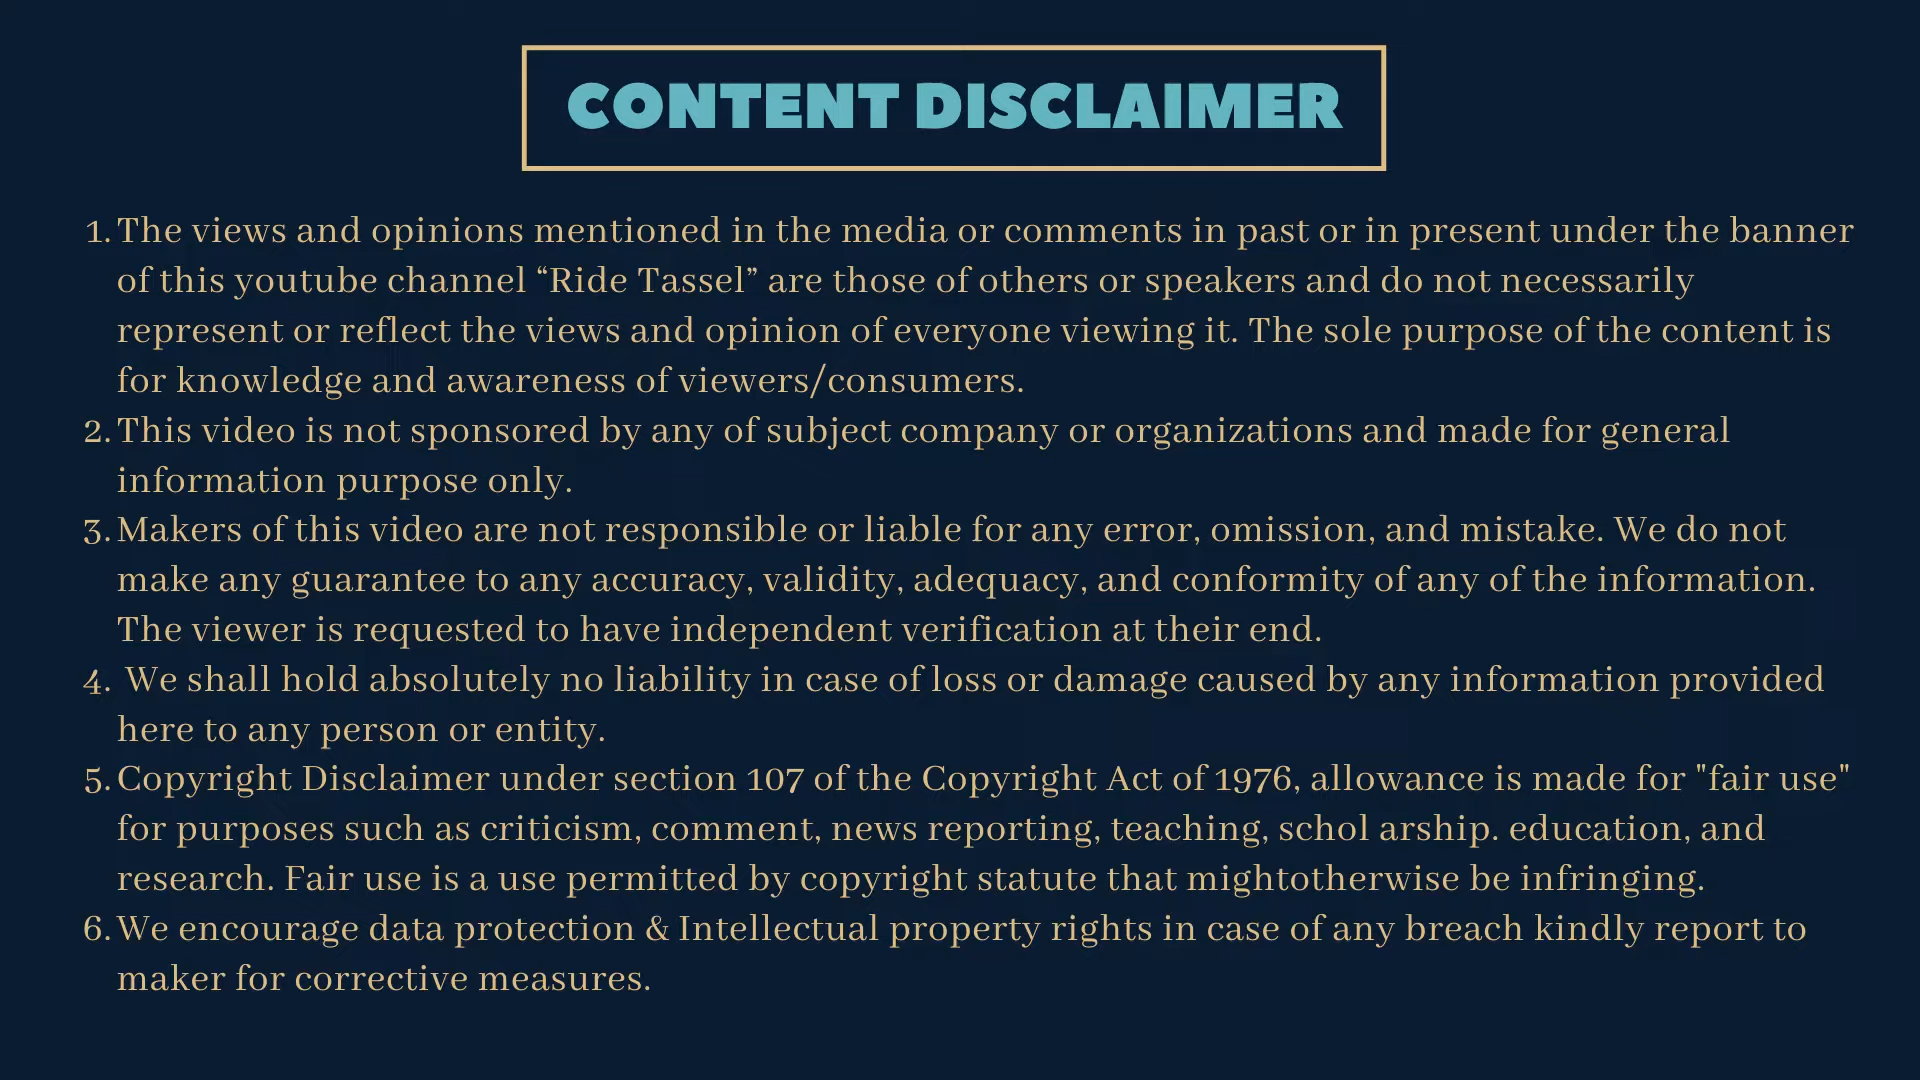 CONTENT DISCLAIMER
1. The views and opinions mentioned in the media or comments in past or in present under the banner
of this youtube channel “Ride Tassel” are those of others or speakers and do not necessarily
represent or reflect the views and opinion of everyone viewing it. The sole purpose of the content is
for knowledge and awareness of viewers/consumers.
2. This video is not sponsored by any of subject company or organizations and made for general
information purpose only.
3. Makers of this video are not responsible or liable for any error, omission, and mistake. We do not
make any guarantee to any accuracy, validity, adequacy, and conformity of any of the information.
The viewer is requested to have independent verification at their end.
4. We shall hold absolutely no liability in case of loss or damage caused by any information provided
here to any person or entity.
5. Copyright Disclaimer under section 107 of the Copyright Act of 1976, allowance is made for "fair use"
for purposes such as criticism, comment, news reporting, teaching, schol arship. education, and
research. Fair use is a use permitted by copyright statute that mightotherwise be infringing.
6. We encourage data protection & Intellectual property rights in case of any breach kindly report to
maker for corrective measures.